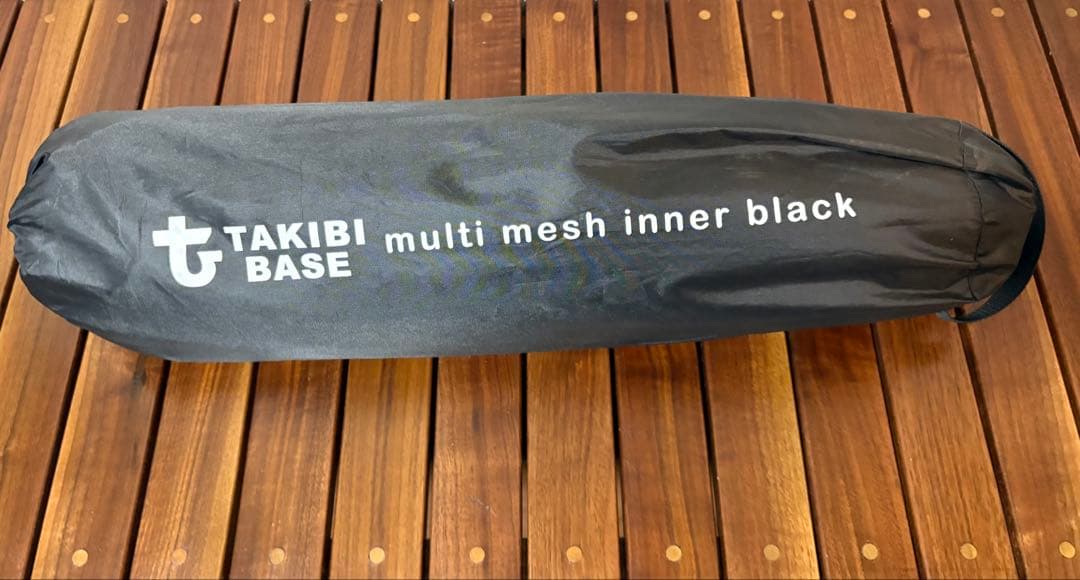 TAKIBI
BASE
multi mesh inner black